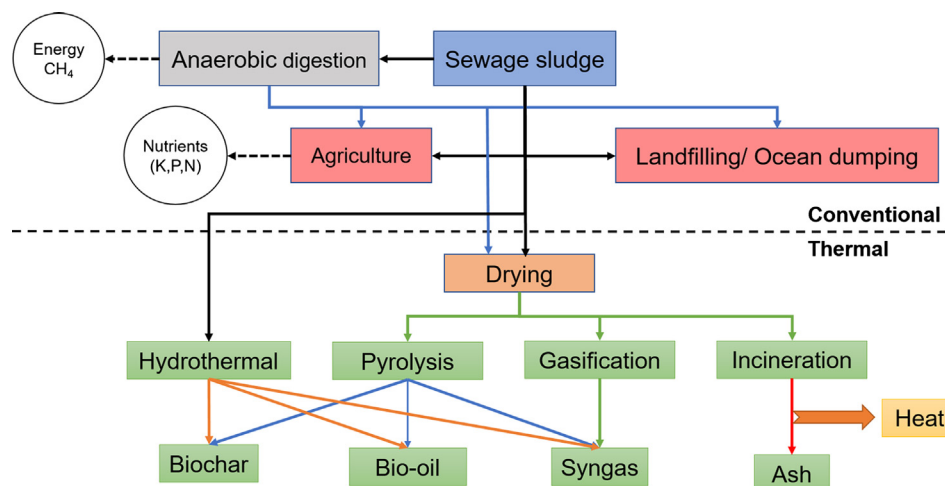 Energy
CH₄
Anaerobic digestion
Sewage sludge
Nutrients
(K,P,N)
Agriculture
Landfilling/ Ocean dumping
Conventional
Thermal
Drying
Hydrothermal
Pyrolysis
Gasification
Incineration
Heat
Biochar
Bio-oil
Syngas
Ash